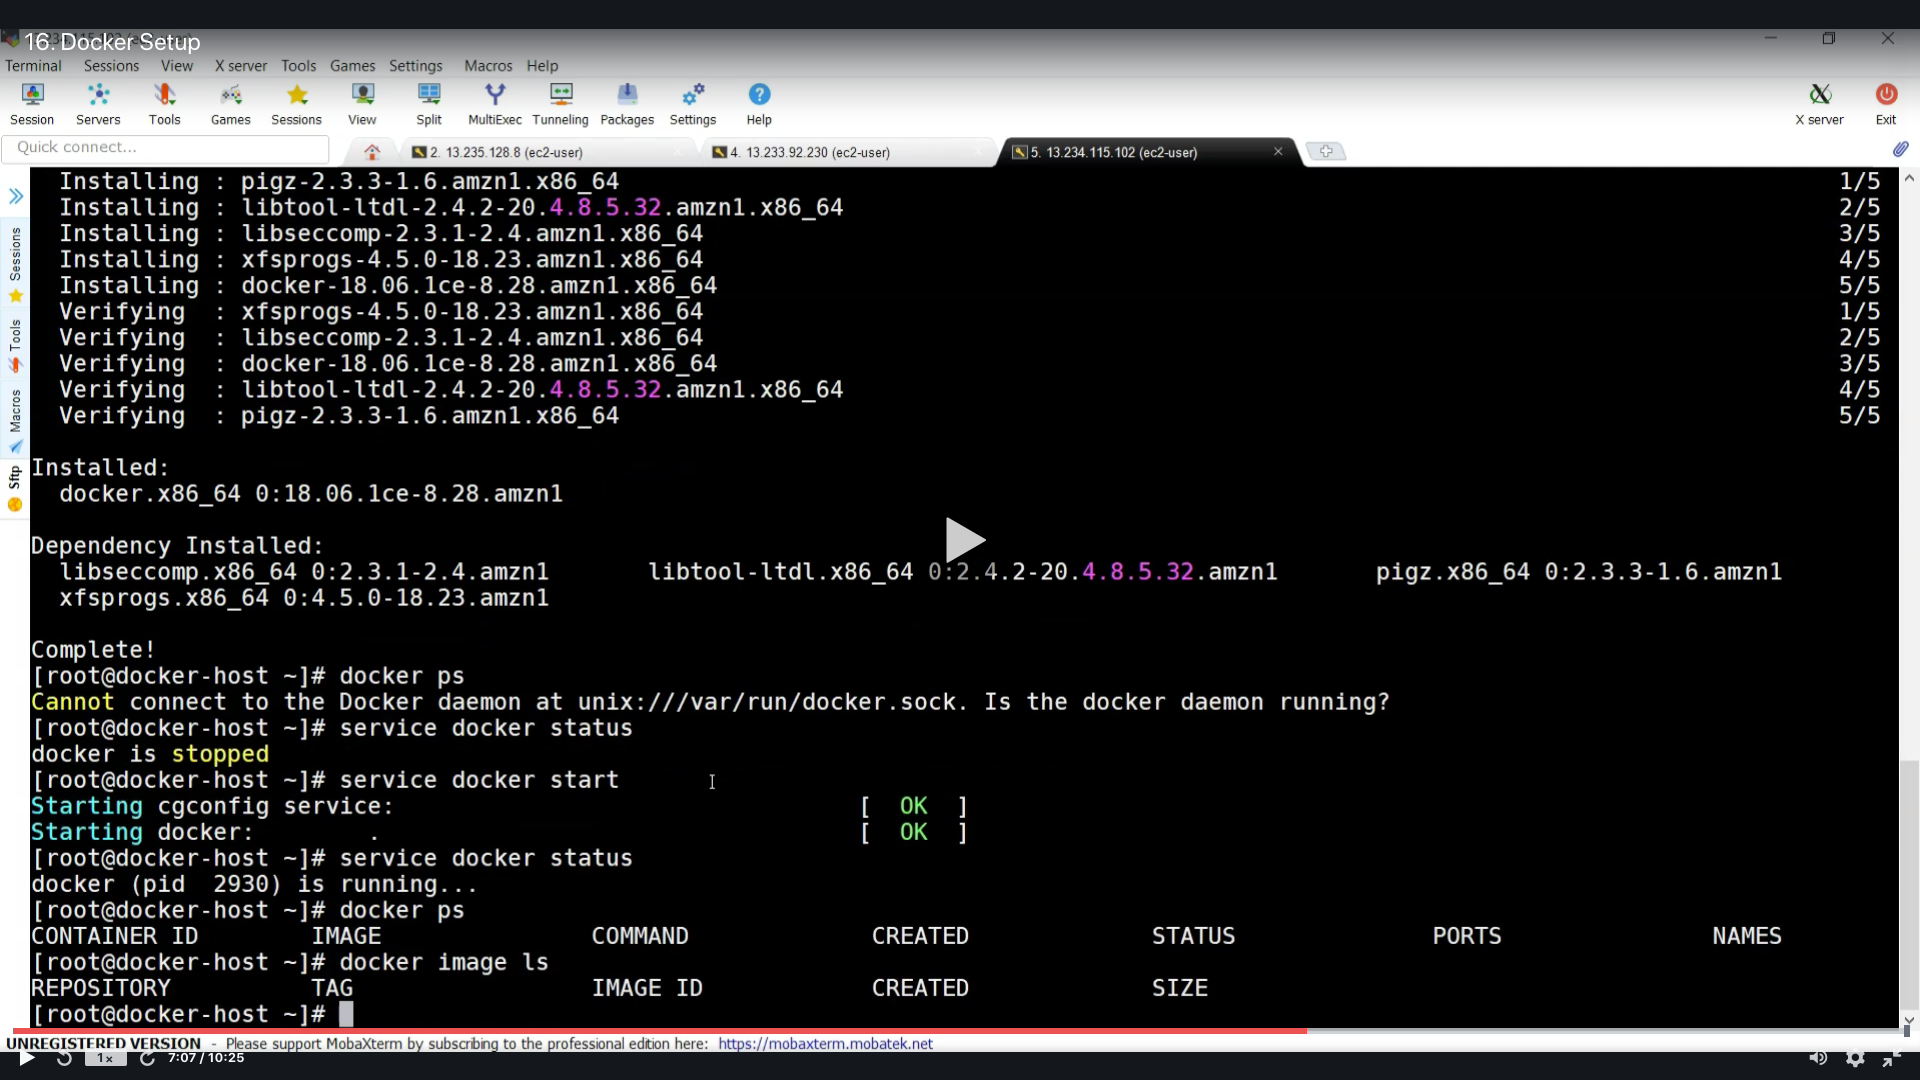 16. Docker Setup
Terminal Sessions View X server Tools Games Settings Macros Help
Session Servers Tools Games Sessions View Split MultiExec Tunneling Packages Settings Help X server Exit
Quick connect...
2. 13.235.128.8 (ec2-user) 4. 13.233.92.230 (ec2-user) 5. 13.234.115.102 (ec2-user)
Sessions
Tools
Macros
Sftp
Installing : pigz-2.3.3-1.6.amzn1.x86_64 1/5
Installing : libtool-ltdl-2.4.2-20.4.8.5.32.amzn1.x86_64 2/5
Installing : libseccomp-2.3.1-2.4.amzn1.x86_64 3/5
Installing : xfsprogs-4.5.0-18.23.amzn1.x86_64 4/5
Installing : docker-18.06.1ce-8.28.amzn1.x86_64 5/5
Verifying : xfsprogs-4.5.0-18.23.amzn1.x86_64 1/5
Verifying : libseccomp-2.3.1-2.4.amzn1.x86_64 2/5
Verifying : docker-18.06.1ce-8.28.amzn1.x86_64 3/5
Verifying : libtool-ltdl-2.4.2-20.4.8.5.32.amzn1.x86_64 4/5
Verifying : pigz-2.3.3-1.6.amzn1.x86_64 5/5
Installed:
docker.x86_64 0:18.06.1ce-8.28.amzn1
Dependency Installed:
libseccomp.x86_64 0:2.3.1-2.4.amzn1 libtool-ltdl.x86_64 0:2.4.2-20.4.8.5.32.amzn1 pigz.x86_64 0:2.3.3-1.6.amzn1
xfsprogs.x86_64 0:4.5.0-18.23.amzn1
Complete!
[root@docker-host ~]# docker ps
Cannot connect to the Docker daemon at unix:///var/run/docker.sock. Is the docker daemon running?
[root@docker-host ~]# service docker status
docker is stopped
[root@docker-host ~]# service docker start
Starting cgconfig service: [ OK ]
Starting docker: . [ OK ]
[root@docker-host ~]# service docker status
docker (pid 2930) is running...
[root@docker-host ~]# docker ps
CONTAINER ID IMAGE COMMAND CREATED STATUS PORTS NAMES
[root@docker-host ~]# docker image ls
REPOSITORY TAG IMAGE ID CREATED SIZE
[root@docker-host ~]#
UNREGISTERED VERSION - Please support MobaXterm by subscribing to the professional edition here: https://mobaxterm.mobatek.net
1x 7:07 / 10:25